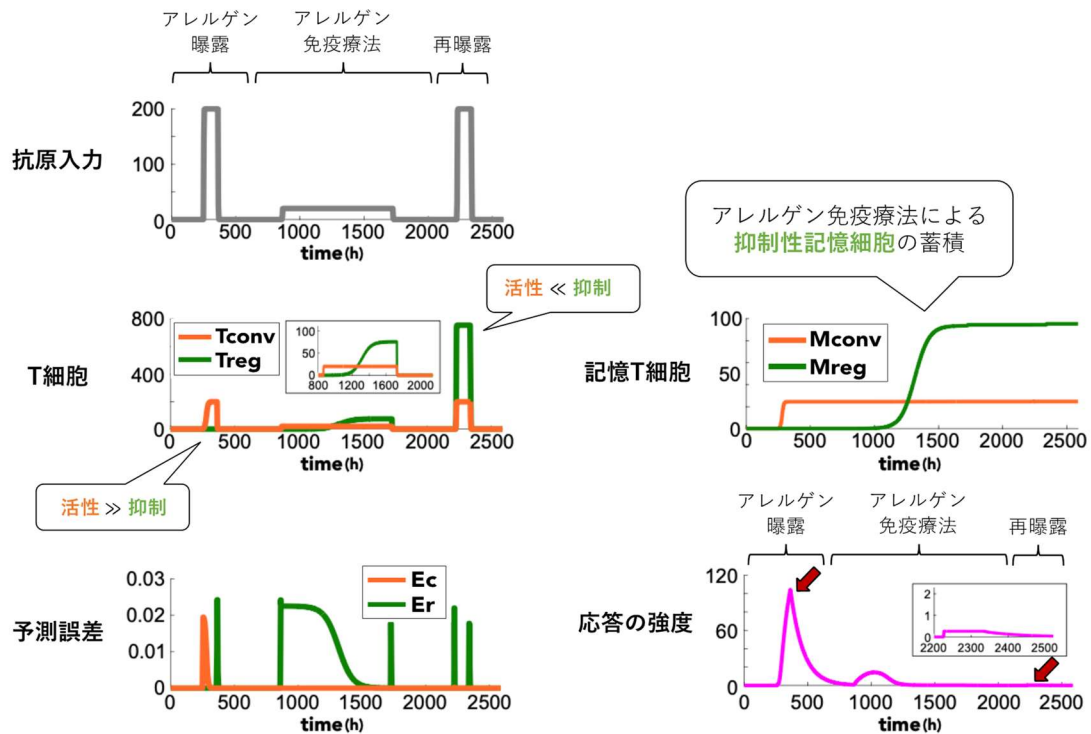 アレルゲン
曝露
アレルゲン
免疫療法
再曝露
抗原入力
200
100
0
0 500 1000 1500 2000 2500
time(h)
アレルゲン免疫療法による
抑制性記憶細胞の蓄積
活性 ≪ 抑制
T細胞
800
400
0
Tconv
Treg
100
50
0
800 1200 1600 2000
0 500 1000 1500 2000 2500
time(h)
活性 ≫ 抑制
記憶T細胞
100
50
0
Mconv
Mreg
0 500 1000 1500 2000 2500
time(h)
予測誤差
0.03
0.02
0.01
0
Ec
Er
0 500 1000 1500 2000 2500
time(h)
アレルゲン
曝露
アレルゲン
免疫療法
再曝露
応答の強度
120
60
0
2
1
0
2200 2300 2400 2500
0 500 1000 1500 2000 2500
time(h)